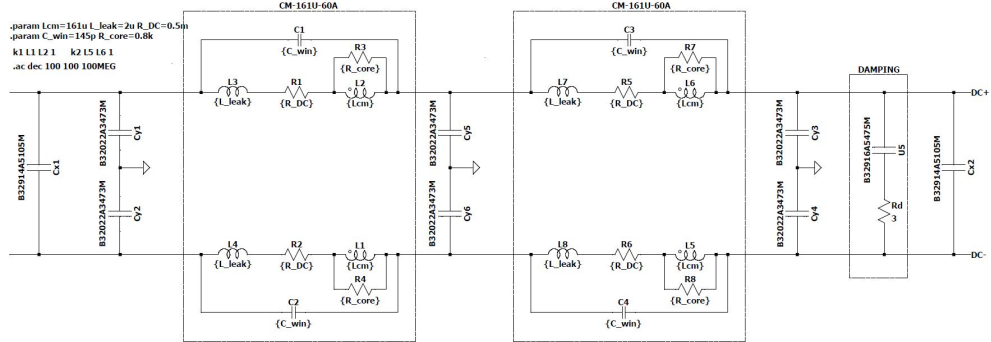 CM-161U-60A
CM-161U-60A
.param Lcm=161u L_leak=2u R_DC=0.5m
.param C_win=145p R_core=0.8k
k1 L1 L2 1 k2 L5 L6 1
.ac dec 100 100 100MEG
C1
{C_win}
R3
{R_core}
L3
{L_leak}
R1
{R_DC}
L2
{Lcm}
C3
{C_win}
R7
{R_core}
L7
{L_leak}
R5
{R_DC}
L6
{Lcm}
DAMPING
DC+
B32914A5105M
Cx1
B32022A3473M
Cy1
B32022A3473M
Cy2
B32022A3473M
Cy5
B32022A3473M
Cy6
B32022A3473M
Cy3
B32022A3473M
Cy4
B32916A5475M
U5
Rd
3
B32914A5105M
Cx2
L4
{L_leak}
R2
{R_DC}
L1
{Lcm}
R4
{R_core}
C2
{C_win}
L8
{L_leak}
R6
{R_DC}
L5
{Lcm}
R8
{R_core}
C4
{C_win}
DC-